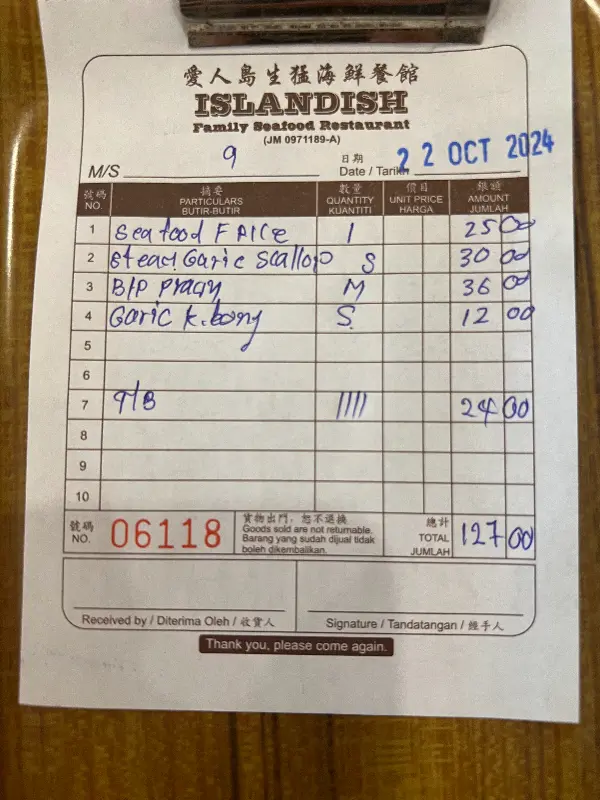 愛人島生猛海鮮餐館
ISLANDISH
Family Seafood Restaurant
(JM 0971189-A)
M/S 9 日期 Date / Tarikh 22 OCT 2024
號碼 NO. 摘要 PARTICULARS BUTIR-BUTIR 數量 QUANTITY KUANTITI 價目 UNIT PRICE HARGA 銀碼 AMOUNT JUMLAH
1 Seafood F Rice 1 25 00
2 Steam Garic Scallop S 30 00
3 B/P M 36 00
4 Garic K. S. 12 00
5
6
7 T/B |||| 24 00
8
9
10
號碼 NO. 06118 貨物出門，恕不退換 Goods sold are not returnable. Barang yang sudah dijual tidak boleh dikembalikan. 總計 TOTAL JUMLAH 127 00
Received by / Diterima Oleh / 收貨人 Signature / Tandatangan / 經手人
Thank you, please come again.